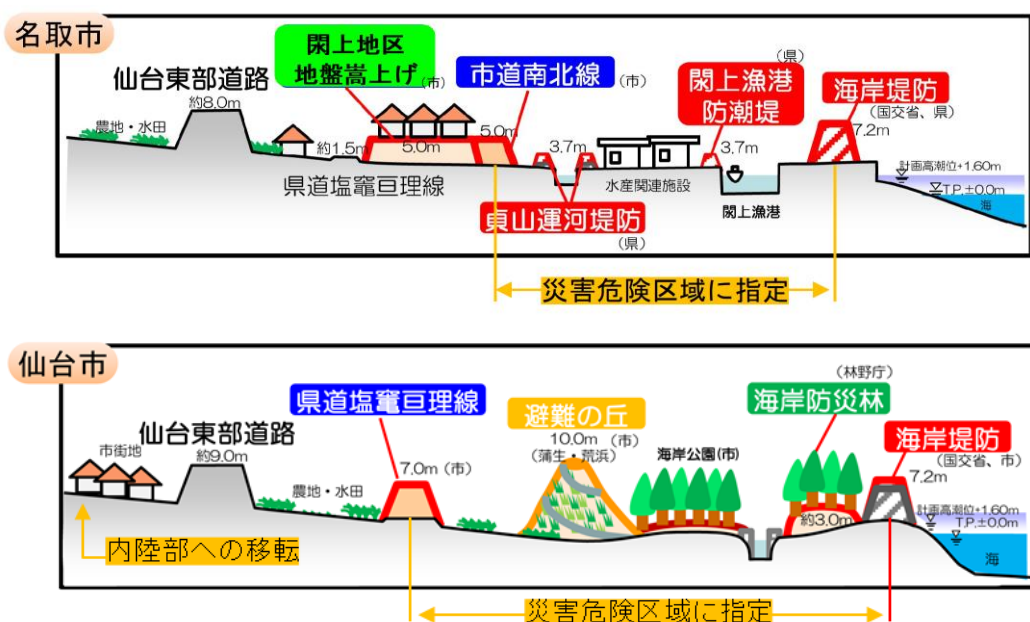 名取市
閖上地区
地盤嵩上げ
(市)
市道南北線
(市)
(県)
閖上漁港
防潮堤
海岸堤防
(国交省、県)
7.2m
仙台東部道路
約8.0m
農地・水田
約1.5m
5.0m
5.0m
3.7m
3.7m
県道塩竈亘理線
水産関連施設
閖上漁港
貞山運河堤防
(県)
計画高潮位+1.60m
T.P.±0.0m
海
災害危険区域に指定
仙台市
県道塩竈亘理線
7.0m(市)
避難の丘
10.0m(市)
(蒲生・荒浜)
(林野庁)
海岸防災林
海岸公園(市)
海岸堤防
(国交省、市)
7.2m
仙台東部道路
約9.0m
市街地
農地・水田
約3.0m
計画高潮位+1.60m
T.P.±0.0m
海
内陸部への移転
災害危険区域に指定